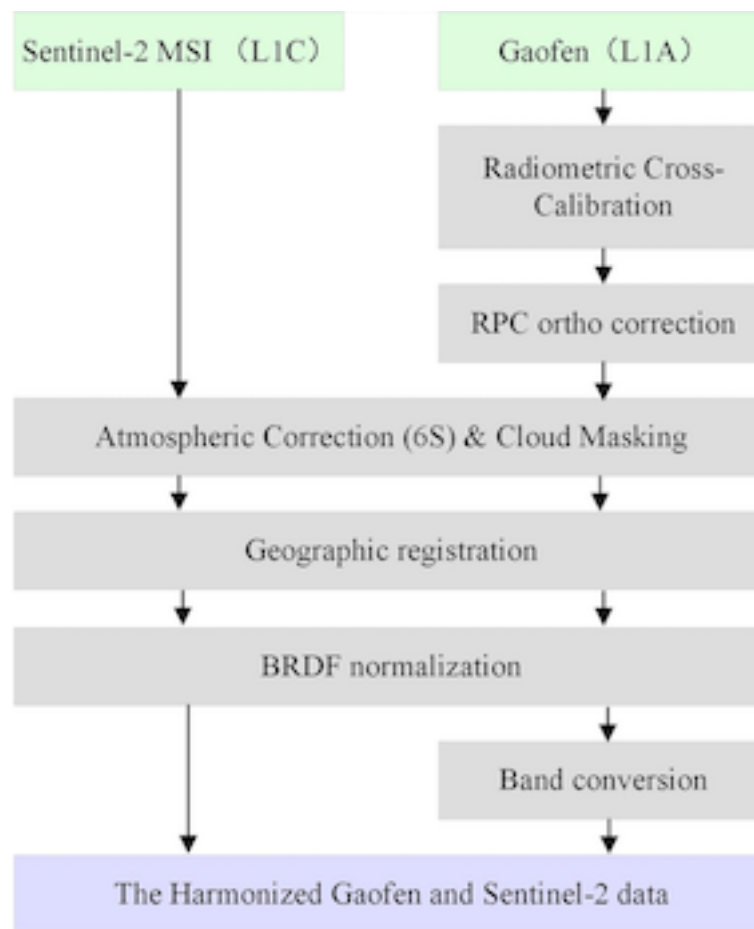 Sentinel-2 MSI （L1C）
Gaofen（L1A）
Radiometric Cross-
Calibration
RPC ortho correction
Atmospheric Correction (6S) & Cloud Masking
Geographic registration
BRDF normalization
Band conversion
The Harmonized Gaofen and Sentinel-2 data